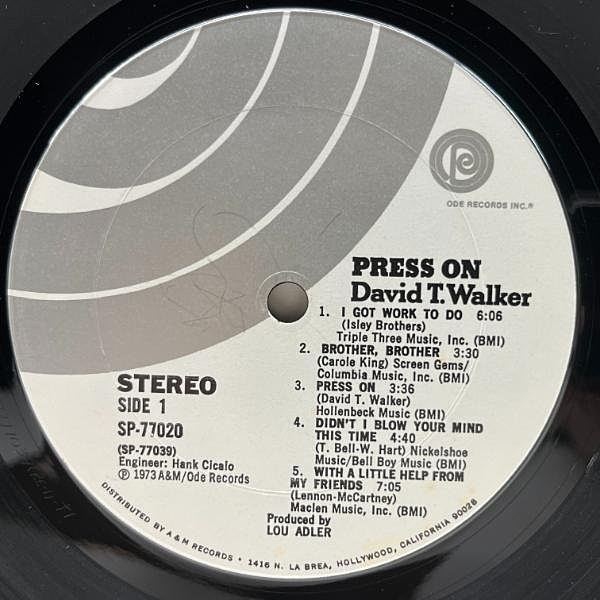 ODE RECORDS INC.®
PRESS ON
David T. Walker
1. I GOT WORK TO DO 6:06
(Isley Brothers)
Triple Three Music, Inc. (BMI)
2. BROTHER, BROTHER 3:30
(Carole King) Screen Gems/
Columbia Music, Inc. (BMI)
3. PRESS ON 3:36
(David T. Walker)
Hollenbeck Music (BMI)
4. DIDN'T I BLOW YOUR MIND
THIS TIME 4:40
(T. Bell-W. Hart) Nickelshoe
Music/Bell Boy Music (BMI)
5. WITH A LITTLE HELP FROM
MY FRIENDS 7:05
(Lennon-McCartney)
Maclen Music, Inc. (BMI)
Produced by
LOU ADLER
STEREO
SIDE 1
SP-77020
(SP-77039)
Engineer: Hank Cicalo
℗ 1973 A&M/Ode Records
DISTRIBUTED BY A & M RECORDS • 1416 N. LA BREA, HOLLYWOOD, CALIFORNIA 90028